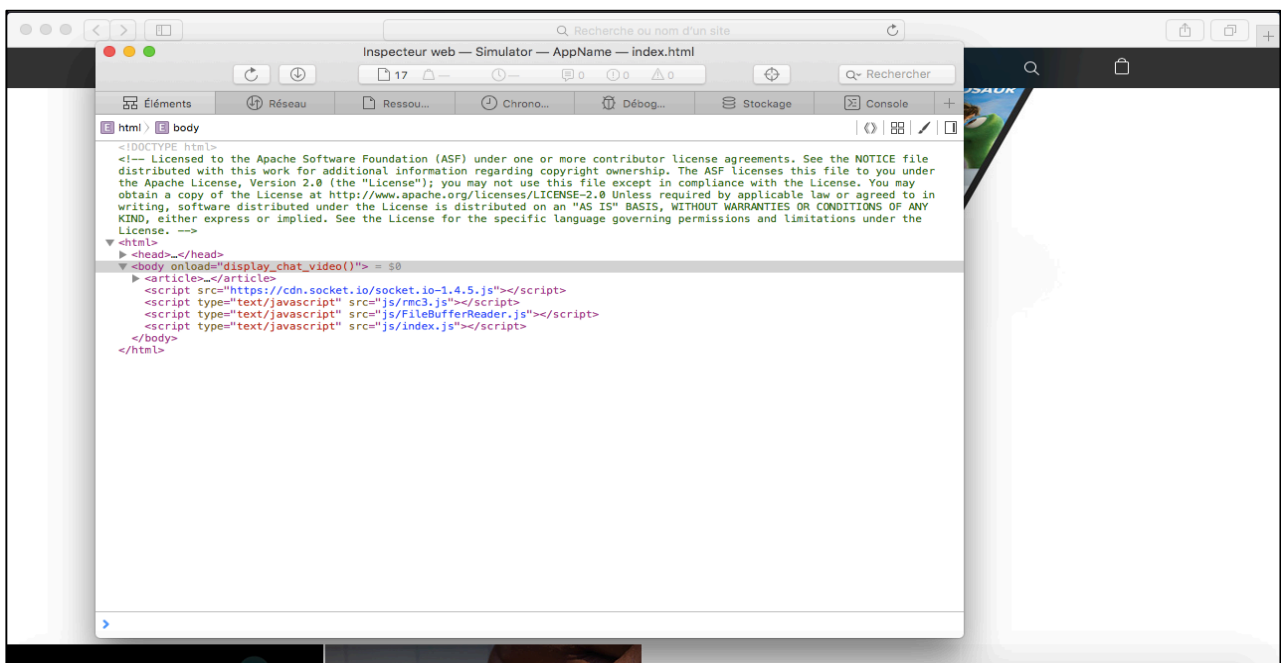 Recherche ou nom d'un site
Inspecteur web — Simulator — AppName — index.html
17 — — 0 0 0 Rechercher
Éléments Réseau Ressou... Chrono... Débog... Stockage Console +
E html E body
<!DOCTYPE html>
<!-- Licensed to the Apache Software Foundation (ASF) under one or more contributor license agreements. See the NOTICE file
distributed with this work for additional information regarding copyright ownership. The ASF licenses this file to you under
the Apache License, Version 2.0 (the "License"); you may not use this file except in compliance with the License. You may
obtain a copy of the License at http://www.apache.org/licenses/LICENSE-2.0 Unless required by applicable law or agreed to in
writing, software distributed under the License is distributed on an "AS IS" BASIS, WITHOUT WARRANTIES OR CONDITIONS OF ANY
KIND, either express or implied. See the License for the specific language governing permissions and limitations under the
License. -->
<html>
<head>…</head>
<body onload="display_chat_video()"> = $0
<article>…</article>
<script src="https://cdn.socket.io/socket.io-1.4.5.js"></script>
<script type="text/javascript" src="js/rmc3.js"></script>
<script type="text/javascript" src="js/FileBufferReader.js"></script>
<script type="text/javascript" src="js/index.js"></script>
</body>
</html>